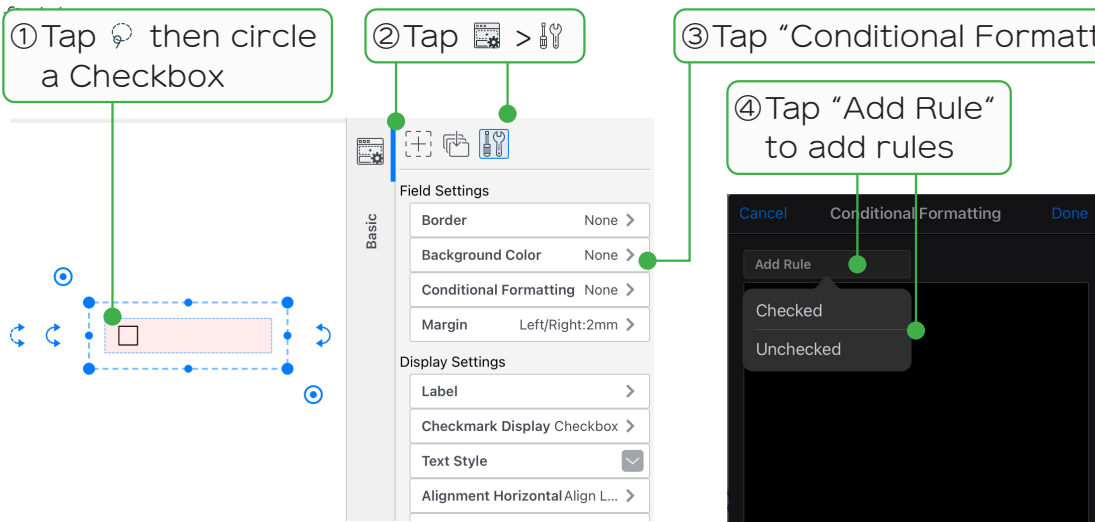 ①Tap then circle
a Checkbox
②Tap >
③Tap “Conditional Formatt
④Tap “Add Rule“
to add rules
Basic
Field Settings
Border None
Background Color None
Conditional Formatting None
Margin Left/Right:2mm
Display Settings
Label
Checkmark Display Checkbox
Text Style
Alignment Horizontal Align L...
Cancel Conditional Formatting Done
Add Rule
Checked
Unchecked